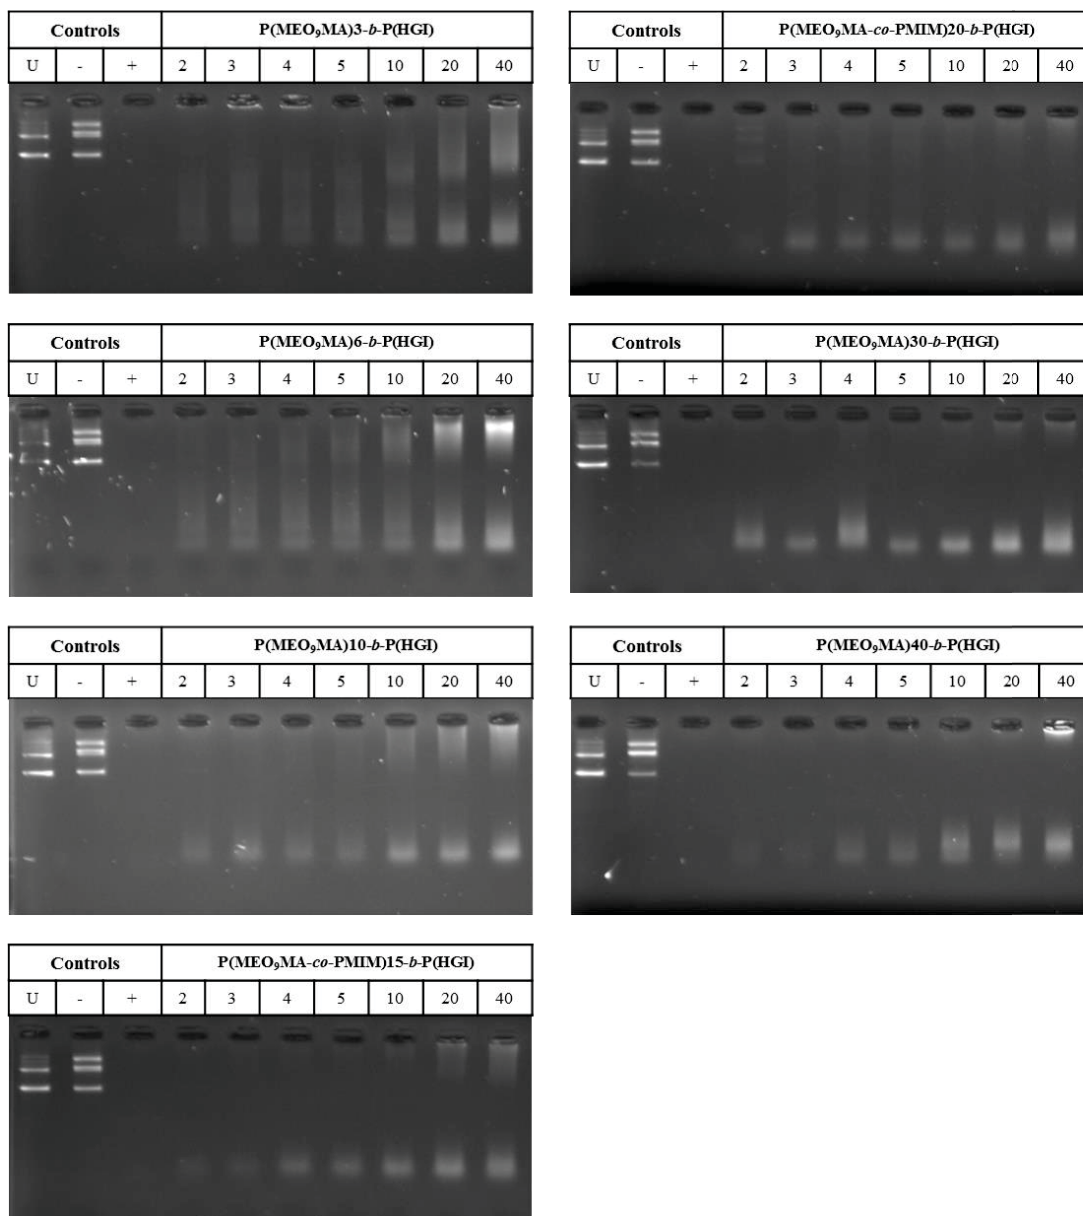 Controls P(MEO₉MA)3-b-P(HGI)
U - + 2 3 4 5 10 20 40
Controls P(MEO₉MA-co-PMIM)20-b-P(HGI)
U - + 2 3 4 5 10 20 40
Controls P(MEO₉MA)6-b-P(HGI)
U - + 2 3 4 5 10 20 40
Controls P(MEO₉MA)30-b-P(HGI)
U - + 2 3 4 5 10 20 40
Controls P(MEO₉MA)10-b-P(HGI)
U - + 2 3 4 5 10 20 40
Controls P(MEO₉MA)40-b-P(HGI)
U - + 2 3 4 5 10 20 40
Controls P(MEO₉MA-co-PMIM)15-b-P(HGI)
U - + 2 3 4 5 10 20 40